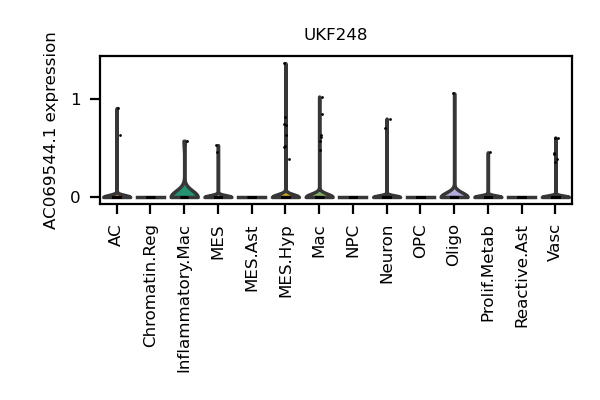 UKF248
AC069544.1 expression
1
0
AC
Chromatin.Reg
Inflammatory.Mac
MES
MES.Ast
MES.Hyp
Mac
NPC
Neuron
OPC
Oligo
Prolif.Metab
Reactive.Ast
Vasc